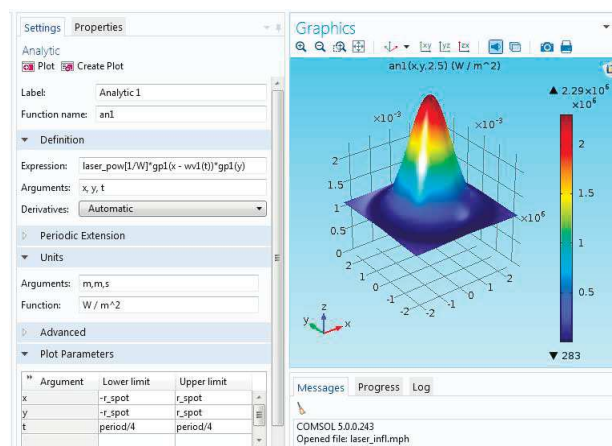 Settings Properties
Analytic
Plot Create Plot
Label: Analytic 1
Function name: an1
Definition
Expression: laser_pow[1/W]*gp1(x - wv1(t))*gp1(y)
Arguments: x, y, t
Derivatives: Automatic
Periodic Extension
Units
Arguments: m,m,s
Function: W / m^2
Advanced
Plot Parameters
" Argument Lower limit Upper limit
x -r_spot r_spot
y -r_spot r_spot
t period/4 period/4
Graphics
xy yz zx
an1(x,y,2.5) (W / m^2)
▲ 2.29×10⁶
×10⁶
×10⁻³ ×10⁻³
2
1.5
1
0.5
0
×10⁶
2
1
0
-1
-2
-2
-1
0
1
2
2
1.5
1
0.5
▼ 283
z
y x
Messages Progress Log
COMSOL 5.0.0.243
Opened file: laser_infl.mph